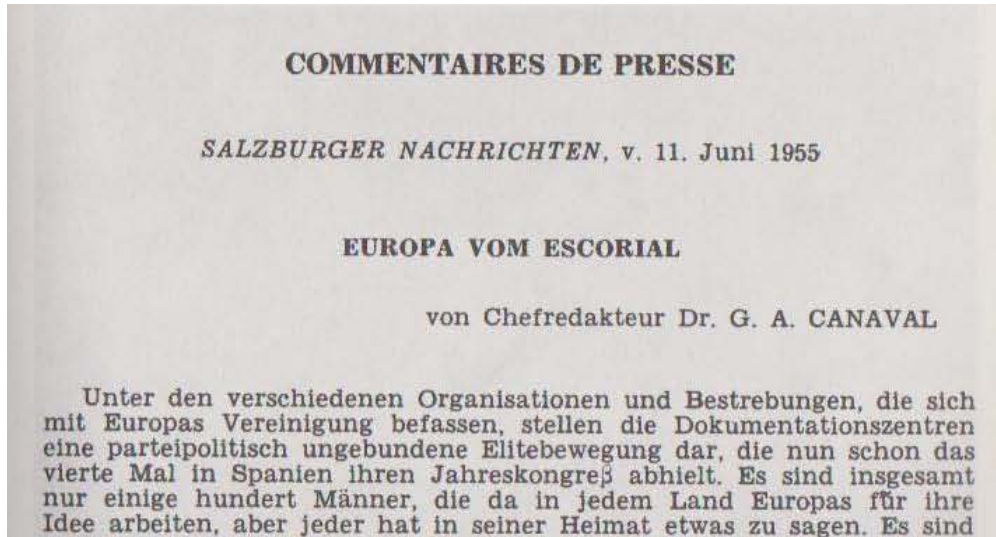 COMMENTAIRES DE PRESSE
SALZBURGER NACHRICHTEN, v. 11. Juni 1955
EUROPA VOM ESCORIAL
von Chefredakteur Dr. G. A. CANAVAL
Unter den verschiedenen Organisationen und Bestrebungen, die sich
mit Europas Vereinigung befassen, stellen die Dokumentationszentren
eine parteipolitisch ungebundene Elitebewegung dar, die nun schon das
vierte Mal in Spanien ihren Jahreskongreß abhielt. Es sind insgesamt
nur einige hundert Männer, die da in jedem Land Europas für ihre
Idee arbeiten, aber jeder hat in seiner Heimat etwas zu sagen. Es sind